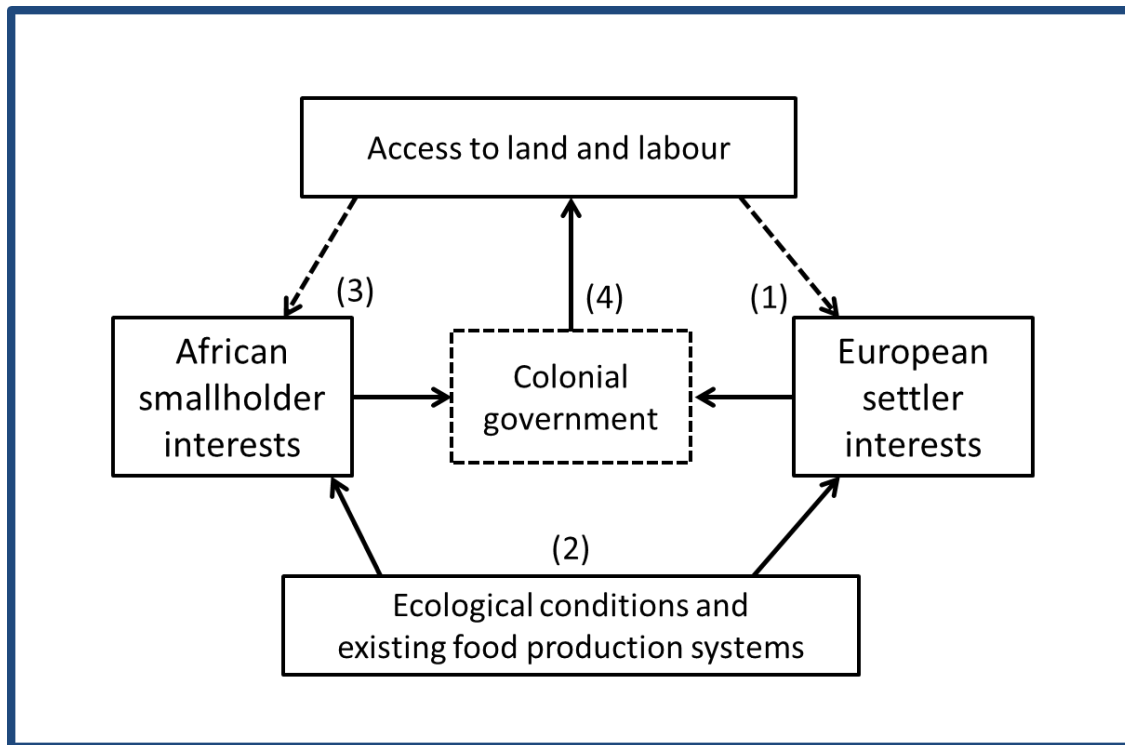 Access to land and labour
(3)
(4)
(1)
African
smallholder
interests
Colonial
government
European
settler
interests
(2)
Ecological conditions and
existing food production systems